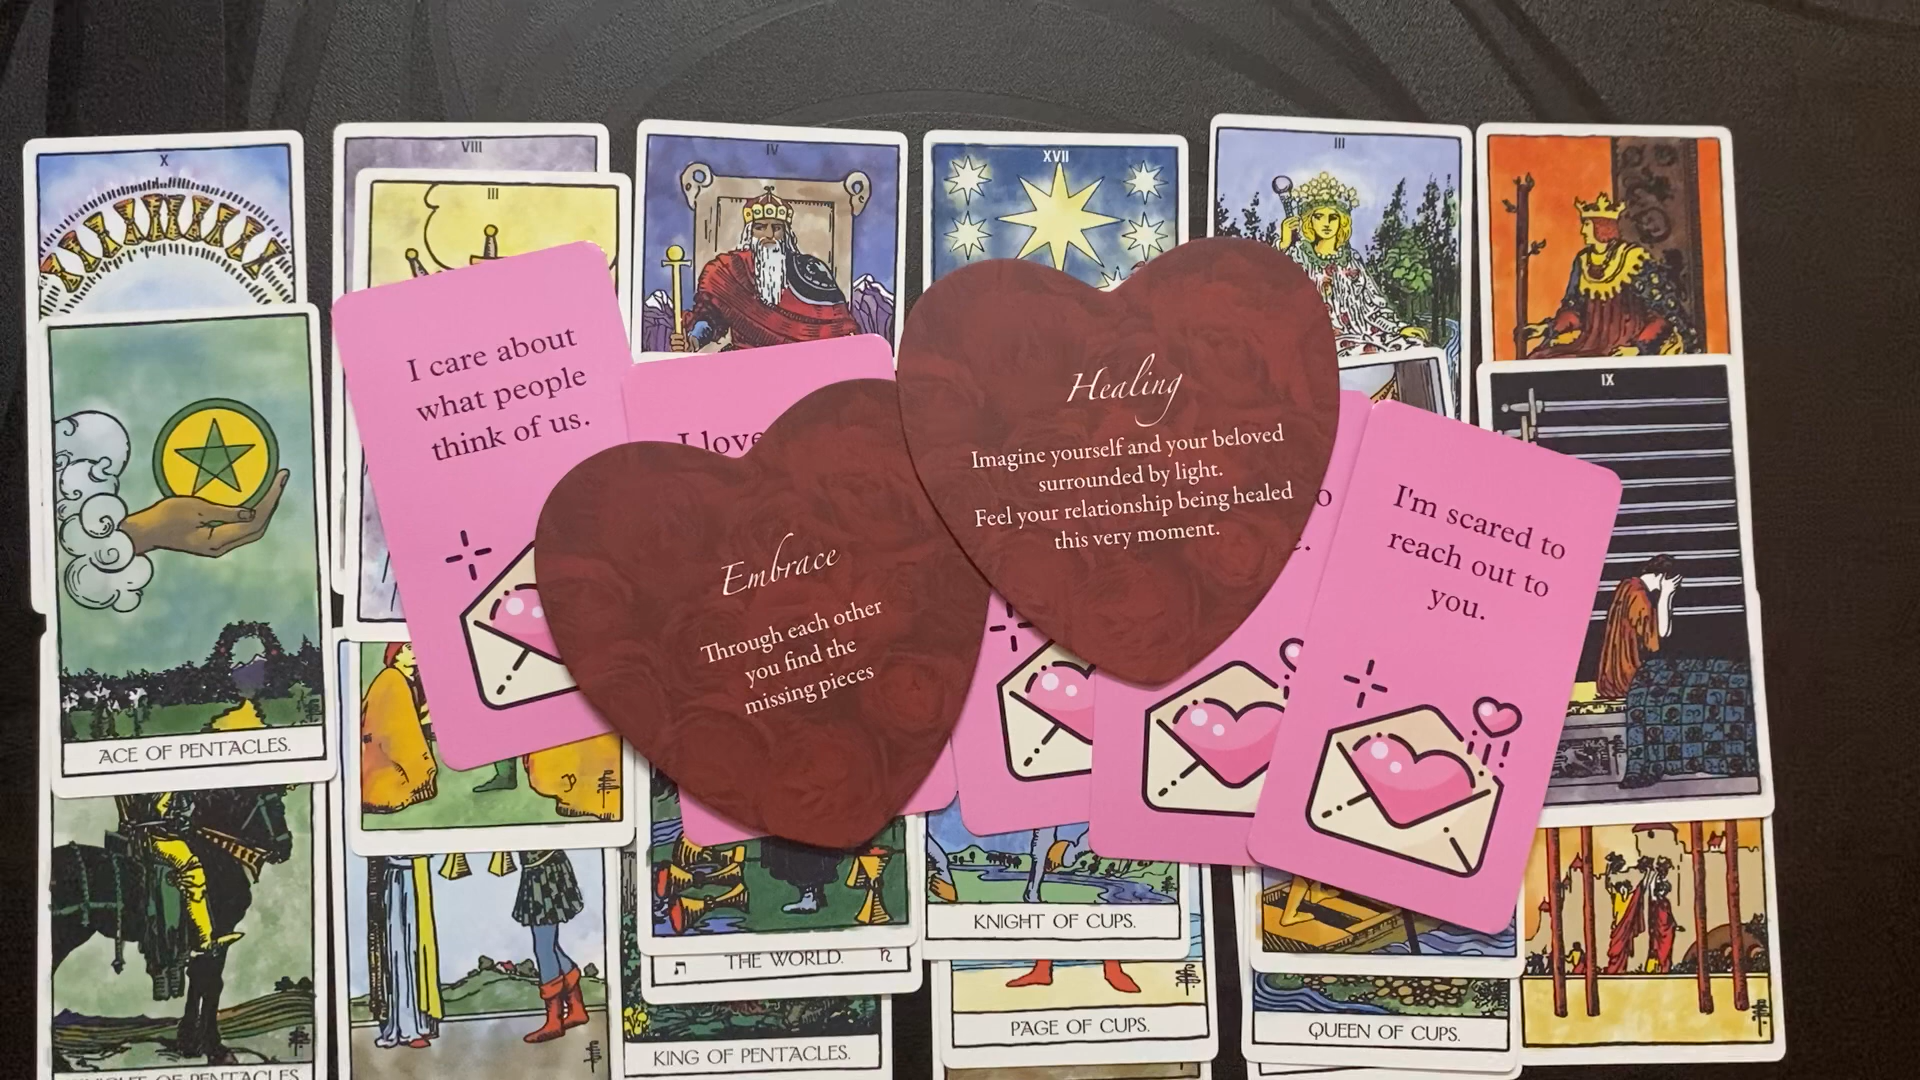 X
VIII
III
IV
XVII
III
IX
I care about
what people
think of us.
I love
Healing
Imagine yourself and your beloved
surrounded by light.
Feel your relationship being healed
this very moment.
Embrace
Through each other
you find the
missing pieces
I'm scared to
reach out to
you.
ACE OF PENTACLES.
KNIGHT OF CUPS.
THE WORLD.
PAGE OF CUPS.
QUEEN OF CUPS.
KING OF PENTACLES.
KNIGHT OF PENTACLES.